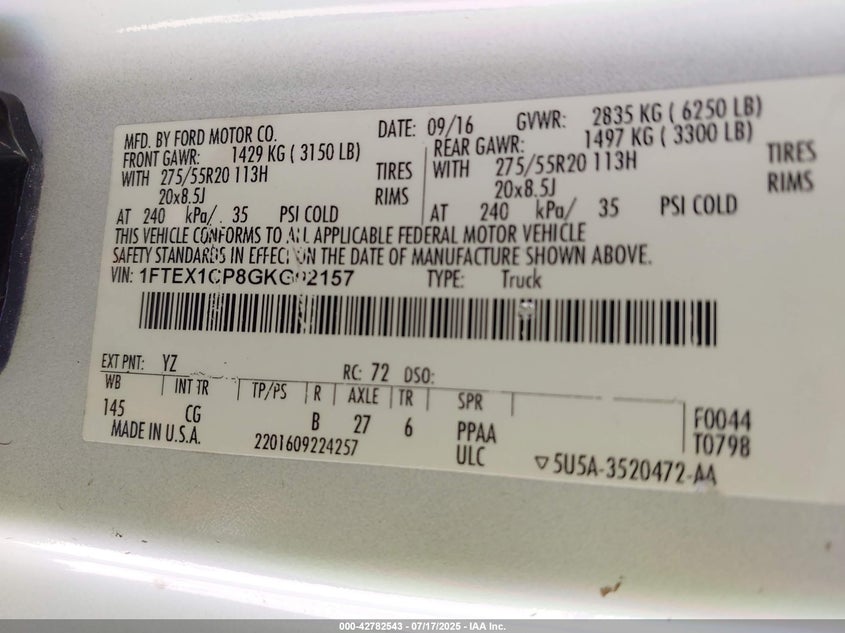 MFD. BY FORD MOTOR CO. DATE: 09/16 GVWR: 2835 KG ( 6250 LB)
FRONT GAWR: 1429 KG ( 3150 LB) REAR GAWR: 1497 KG ( 3300 LB)
WITH 275/55R20 113H TIRES WITH 275/55R20 113H TIRES
20x8.5J RIMS 20x8.5J RIMS
AT 240 kPa/. 35 PSI COLD AT 240 kPa/ 35 PSI COLD
THIS VEHICLE CONFORMS TO ALL APPLICABLE FEDERAL MOTOR VEHICLE
SAFETY STANDARDS IN EFFECT ON THE DATE OF MANUFACTURE SHOWN ABOVE.
VIN: TYPE: Truck
EXT PNT: YZ RC: 72 DSO:
WB INT TR TP/PS R AXLE TR SPR
145 CG B 27 6 PPAA F0044
MADE IN U.S.A. 2201609224257 ULC T0798
▽5U5A-3520472-AA
000-42782543 - 07/17/2025 - IAA Inc.